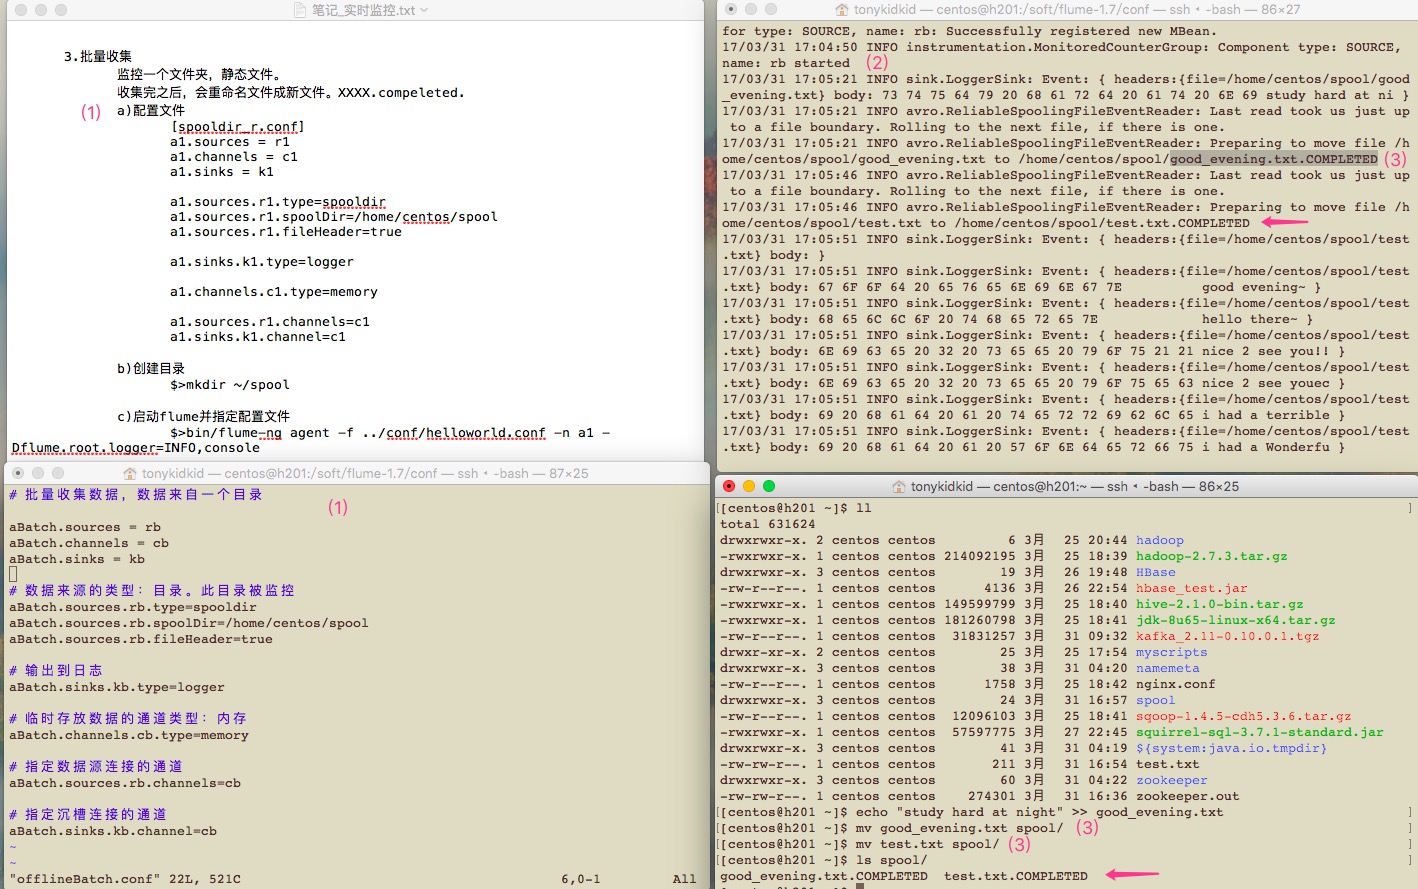 笔记_实时监控.txt
3.批量收集
监控一个文件夹，静态文件。
收集完之后，会重命名文件成新文件。XXXX.compeleted.
(1) a)配置文件
[spooldir_r.conf]
a1.sources = r1
a1.channels = c1
a1.sinks = k1
a1.sources.r1.type=spooldir
a1.sources.r1.spoolDir=/home/centos/spool
a1.sources.r1.fileHeader=true
a1.sinks.k1.type=logger
a1.channels.c1.type=memory
a1.sources.r1.channels=c1
a1.sinks.k1.channel=c1
b)创建目录
$>mkdir ~/spool
c)启动flume并指定配置文件
$>bin/flume-ng agent -f ../conf/helloworld.conf -n a1 -
Dflume.root.logger=INFO,console
tonykidkid — centos@h201:/soft/flume-1.7/conf — ssh ‹ -bash — 86×27
for type: SOURCE, name: rb: Successfully registered new MBean.
17/03/31 17:04:50 INFO instrumentation.MonitoredCounterGroup: Component type: SOURCE,
name: rb started (2)
17/03/31 17:05:21 INFO sink.LoggerSink: Event: { headers:{file=/home/centos/spool/good
_evening.txt} body: 73 74 75 64 79 20 68 61 72 64 20 61 74 20 6E 69 study hard at ni }
17/03/31 17:05:21 INFO avro.ReliableSpoolingFileEventReader: Last read took us just up
to a file boundary. Rolling to the next file, if there is one.
17/03/31 17:05:21 INFO avro.ReliableSpoolingFileEventReader: Preparing to move file /h
ome/centos/spool/good_evening.txt to /home/centos/spool/good_evening.txt.COMPLETED (3)
17/03/31 17:05:46 INFO avro.ReliableSpoolingFileEventReader: Last read took us just up
to a file boundary. Rolling to the next file, if there is one.
17/03/31 17:05:46 INFO avro.ReliableSpoolingFileEventReader: Preparing to move file /h
ome/centos/spool/test.txt to /home/centos/spool/test.txt.COMPLETED
17/03/31 17:05:51 INFO sink.LoggerSink: Event: { headers:{file=/home/centos/spool/test
.txt} body: }
17/03/31 17:05:51 INFO sink.LoggerSink: Event: { headers:{file=/home/centos/spool/test
.txt} body: 67 6F 6F 64 20 65 76 65 6E 69 6E 67 7E good evening~ }
17/03/31 17:05:51 INFO sink.LoggerSink: Event: { headers:{file=/home/centos/spool/test
.txt} body: 68 65 6C 6C 6F 20 74 68 65 72 65 7E hello there~ }
17/03/31 17:05:51 INFO sink.LoggerSink: Event: { headers:{file=/home/centos/spool/test
.txt} body: 6E 69 63 65 20 32 20 73 65 65 20 79 6F 75 21 21 nice 2 see you!! }
17/03/31 17:05:51 INFO sink.LoggerSink: Event: { headers:{file=/home/centos/spool/test
.txt} body: 6E 69 63 65 20 32 20 73 65 65 20 79 6F 75 65 63 nice 2 see youec }
17/03/31 17:05:51 INFO sink.LoggerSink: Event: { headers:{file=/home/centos/spool/test
.txt} body: 69 20 68 61 64 20 61 20 74 65 72 72 69 62 6C 65 i had a terrible }
17/03/31 17:05:51 INFO sink.LoggerSink: Event: { headers:{file=/home/centos/spool/test
.txt} body: 69 20 68 61 64 20 61 20 57 6F 6E 64 65 72 66 75 i had a Wonderfu }
tonykidkid — centos@h201:/soft/flume-1.7/conf — ssh ‹ -bash — 87×25
# 批量收集数据，数据来自一个目录
(1)
aBatch.sources = rb
aBatch.channels = cb
aBatch.sinks = kb
# 数据来源的类型：目录。此目录被监控
aBatch.sources.rb.type=spooldir
aBatch.sources.rb.spoolDir=/home/centos/spool
aBatch.sources.rb.fileHeader=true
# 输出到日志
aBatch.sinks.kb.type=logger
# 临时存放数据的通道类型：内存
aBatch.channels.cb.type=memory
# 指定数据源连接的通道
aBatch.sources.rb.channels=cb
# 指定沉槽连接的通道
aBatch.sinks.kb.channel=cb
~
~
"offlineBatch.conf" 22L, 521C 6,0-1 All
tonykidkid — centos@h201:~ — ssh ‹ -bash — 86×25
[[centos@h201 ~]$ ll ]
total 631624
drwxrwxr-x. 2 centos centos 6 3月 25 20:44 hadoop
-rwxrwxr-x. 1 centos centos 214092195 3月 25 18:39 hadoop-2.7.3.tar.gz
drwxrwxr-x. 3 centos centos 19 3月 26 19:48 HBase
-rw-r--r--. 1 centos centos 4136 3月 26 22:54 hbase_test.jar
-rwxrwxr-x. 1 centos centos 149599799 3月 25 18:40 hive-2.1.0-bin.tar.gz
-rwxrwxr-x. 1 centos centos 181260798 3月 25 18:41 jdk-8u65-linux-x64.tar.gz
-rw-r--r--. 1 centos centos 31831257 3月 31 09:32 kafka_2.11-0.10.0.1.tgz
drwxr-xr-x. 2 centos centos 25 3月 25 17:54 myscripts
drwxrwxr-x. 3 centos centos 38 3月 31 04:20 namemeta
-rw-rw-r--. 1 centos centos 1758 3月 25 18:42 nginx.conf
drwxrwxr-x. 3 centos centos 24 3月 31 16:57 spool
-rw-rw-r--. 1 centos centos 12096103 3月 25 18:41 sqoop-1.4.5-cdh5.3.6.tar.gz
-rwxrwxr-x. 1 centos centos 57597775 3月 27 22:45 squirrel-sql-3.7.1-standard.jar
drwxrwxr-x. 3 centos centos 41 3月 31 04:19 ${system:java.io.tmpdir}
-rw-rw-r--. 1 centos centos 211 3月 31 16:54 test.txt
drwxrwxr-x. 3 centos centos 60 3月 31 04:22 zookeeper
-rw-rw-r--. 1 centos centos 274301 3月 31 16:36 zookeeper.out
[[centos@h201 ~]$ echo "study hard at night" >> good_evening.txt ]
[[centos@h201 ~]$ mv good_evening.txt spool/ (3) ]
[[centos@h201 ~]$ mv test.txt spool/ (3) ]
[[centos@h201 ~]$ ls spool/ ]
good_evening.txt.COMPLETED test.txt.COMPLETED